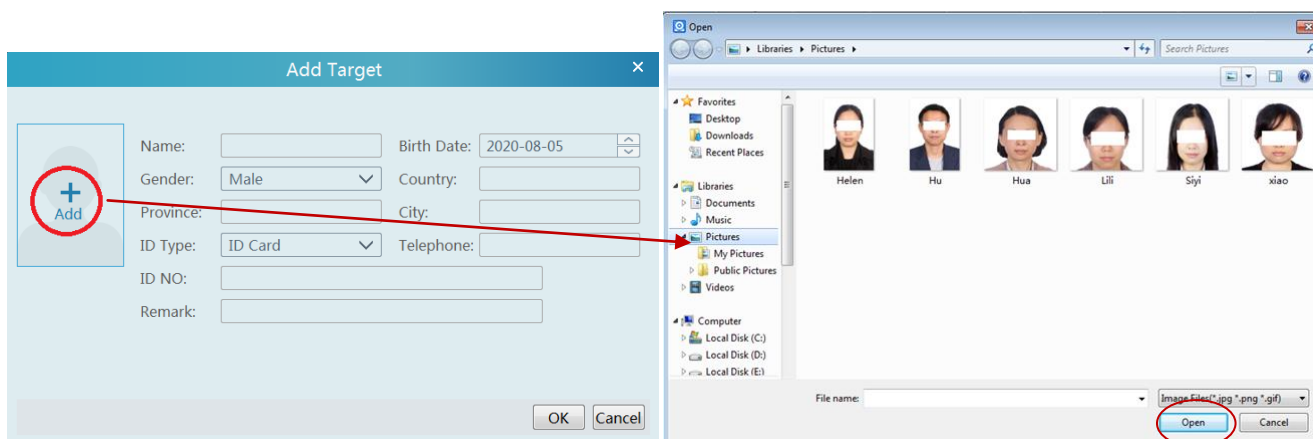 Add Target
Name:
Birth Date: 2020-08-05
Gender: Male
Country:
Province:
City:
ID Type: ID Card
Telephone:
ID NO:
Remark:
Add
OK Cancel
Open
Libraries Pictures
Search Pictures
Favorites
Desktop
Downloads
Recent Places
Libraries
Documents
Music
Pictures
My Pictures
Public Pictures
Videos
Computer
Local Disk (C:)
Local Disk (D:)
Local Disk (E:)
Helen Hu Hua Lili Siyi xiao
File name:
Image Files(*.jpg *.png *.gif)
Open Cancel